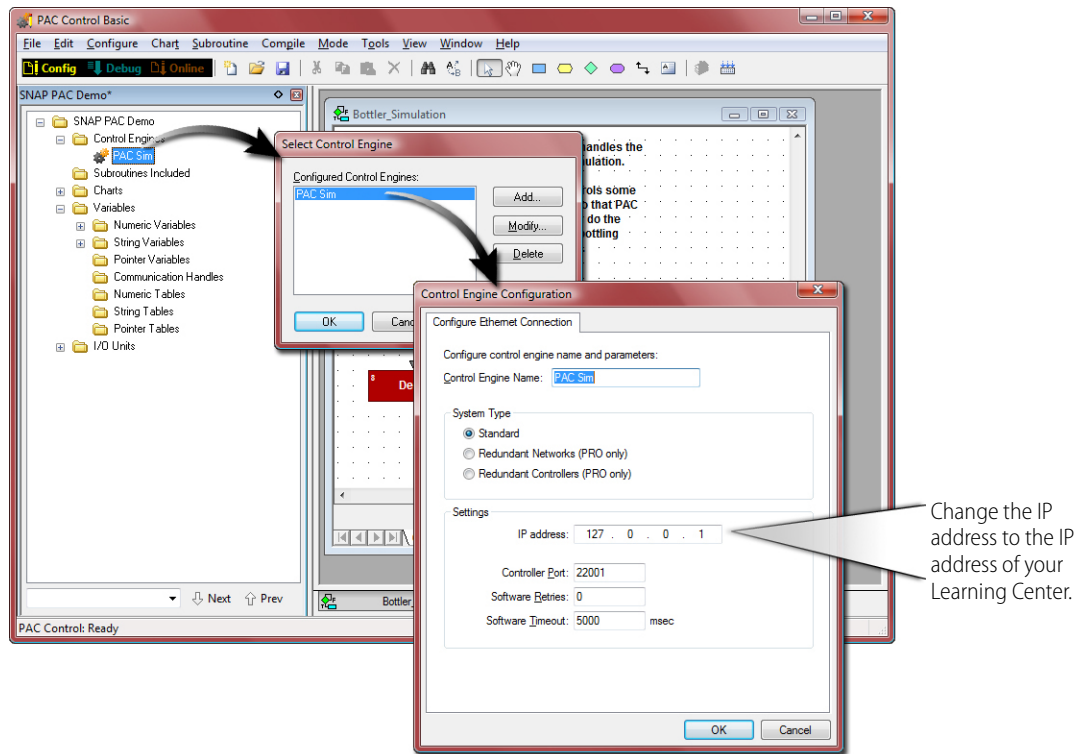 PAC Control Basic
File Edit Configure Chart Subroutine Compile Mode Tools View Window Help
Config Debug Online
SNAP PAC Demo*
SNAP PAC Demo
Control Engines
PAC Sim
Subroutines Included
Charts
Variables
Numeric Variables
String Variables
Pointer Variables
Communication Handles
Numeric Tables
String Tables
Pointer Tables
I/O Units
Next Prev
PAC Control: Ready
Bottler_Simulation
handles the
ulation.
rols some
o that PAC
do the
ottling
8
De
Bottler_
Select Control Engine
Configured Control Engines:
PAC Sim
Add...
Modify...
Delete
OK Canc
Control Engine Configuration
Configure Ethernet Connection
Configure control engine name and parameters:
Control Engine Name: PAC Sim
System Type
Standard
Redundant Networks (PRO only)
Redundant Controllers (PRO only)
Settings
IP address: 127 . 0 . 0 . 1
Controller Port: 22001
Software Retries: 0
Software Timeout: 5000 msec
OK Cancel
Change the IP
address to the IP
address of your
Learning Center.